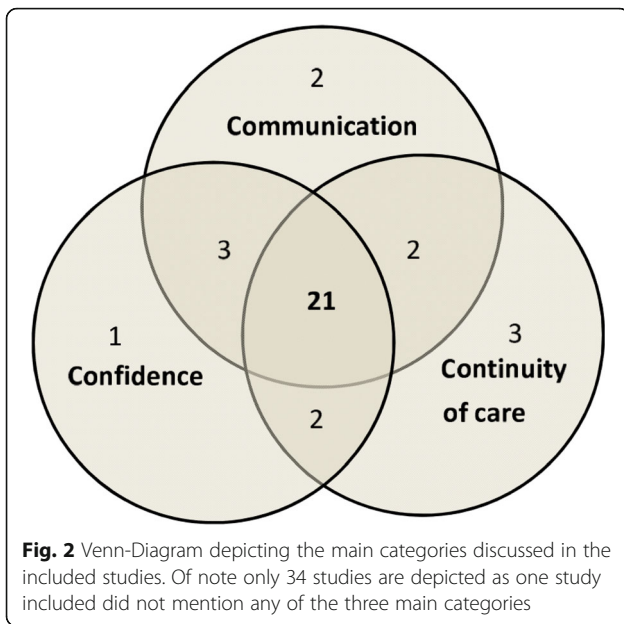 2
Communication
3
2
21
1
Confidence
3
Continuity
of care
2
Fig. 2 Venn-Diagram depicting the main categories discussed in the
included studies. Of note only 34 studies are depicted as one study
included did not mention any of the three main categories